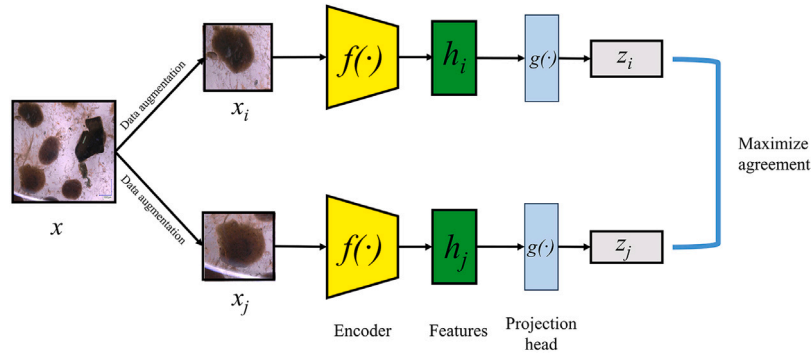 Data augmentation
x_i
f(·)
h_i
g(·)
z_i
Maximize
agreement
x
Data augmentation
x_j
f(·)
h_j
g(·)
z_j
Encoder
Features
Projection
head